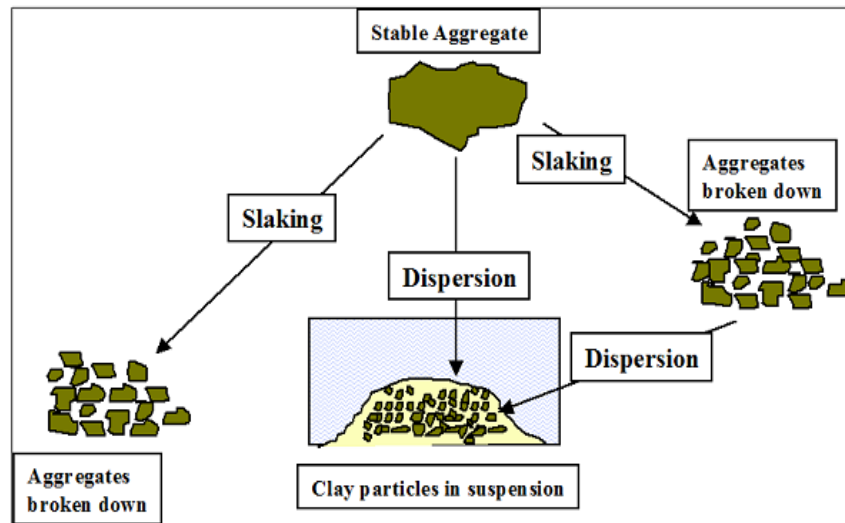 Stable Aggregate
Slaking
Aggregates
broken down
Slaking
Dispersion
Dispersion
Aggregates
broken down
Clay particles in suspension